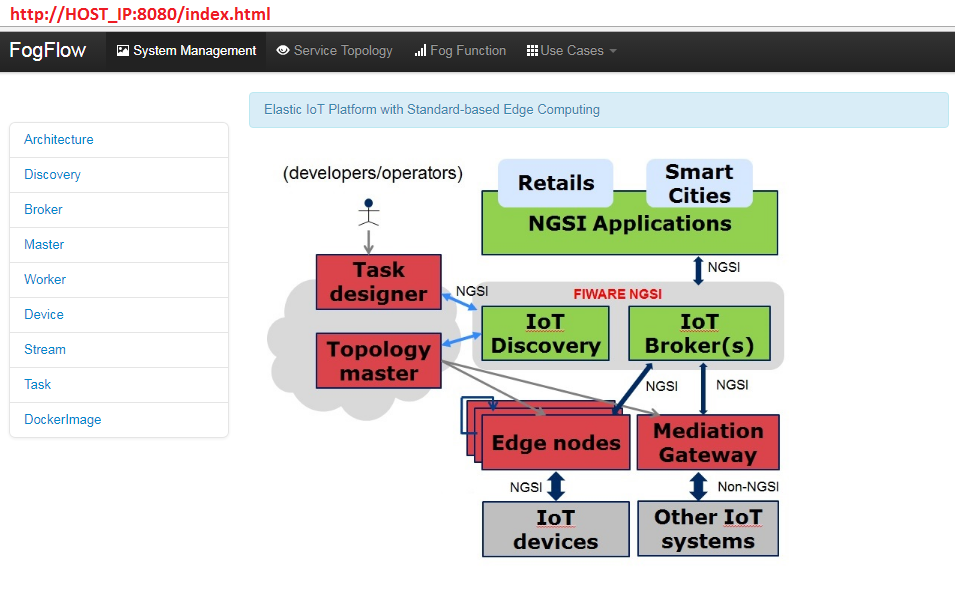 http://HOST_IP:8080/index.html
FogFlow
System Management
Service Topology
Fog Function
Use Cases
Architecture
Discovery
Broker
Master
Worker
Device
Stream
Task
DockerImage
Elastic IoT Platform with Standard-based Edge Computing
(developers/operators)
Retails
Smart
Cities
NGSI Applications
NGSI
Task
designer
NGSI
FIWARE NGSI
IoT
Discovery
IoT
Broker(s)
Topology
master
NGSI
NGSI
Edge nodes
Mediation
Gateway
NGSI
Non-NGSI
IoT
devices
Other IoT
systems